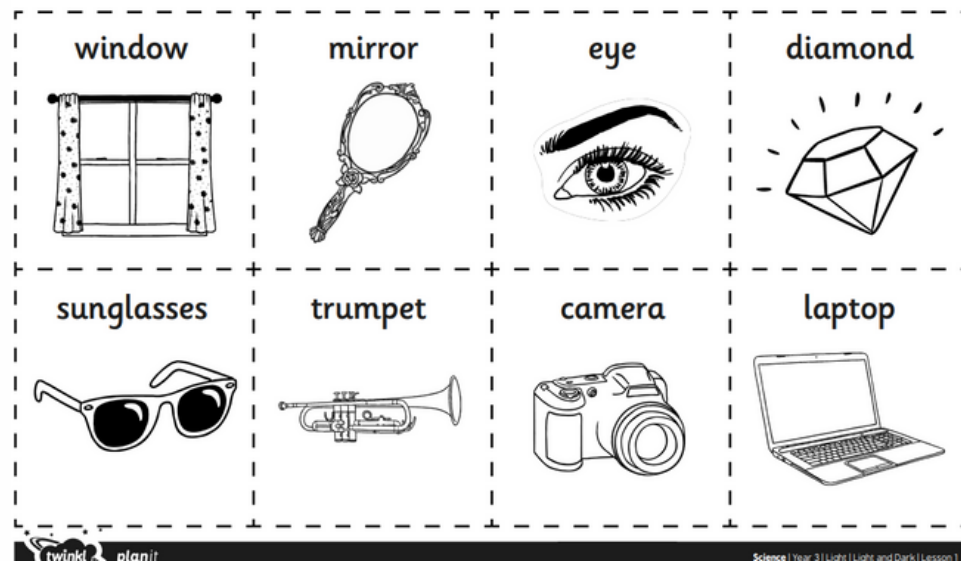 window mirror eye diamond
sunglasses trumpet camera laptop
twinkl planit Science | Year 3 | Light | Light and Dark | Lesson 1